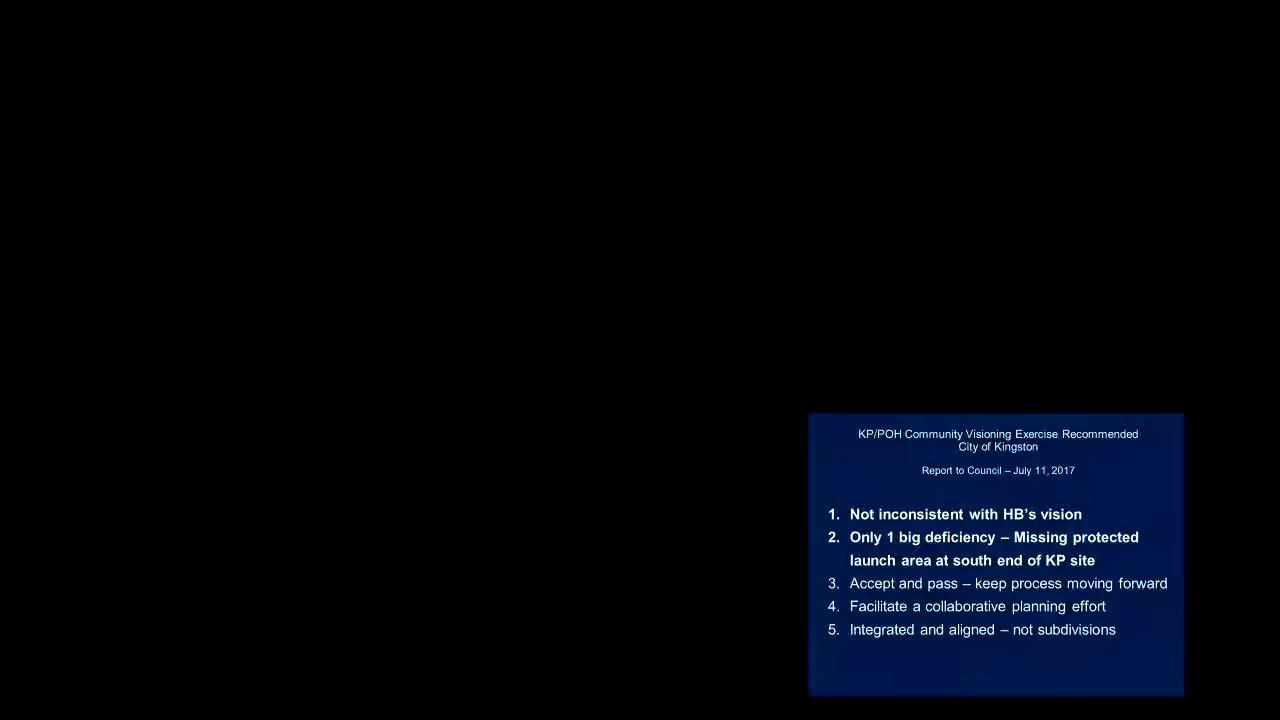 KP/POH Community Visioning Exercise Recommended
City of Kingston
Report to Council – July 11, 2017
1. Not inconsistent with HB's vision
2. Only 1 big deficiency – Missing protected
launch area at south end of KP site
3. Accept and pass – keep process moving forward
4. Facilitate a collaborative planning effort
5. Integrated and aligned – not subdivisions